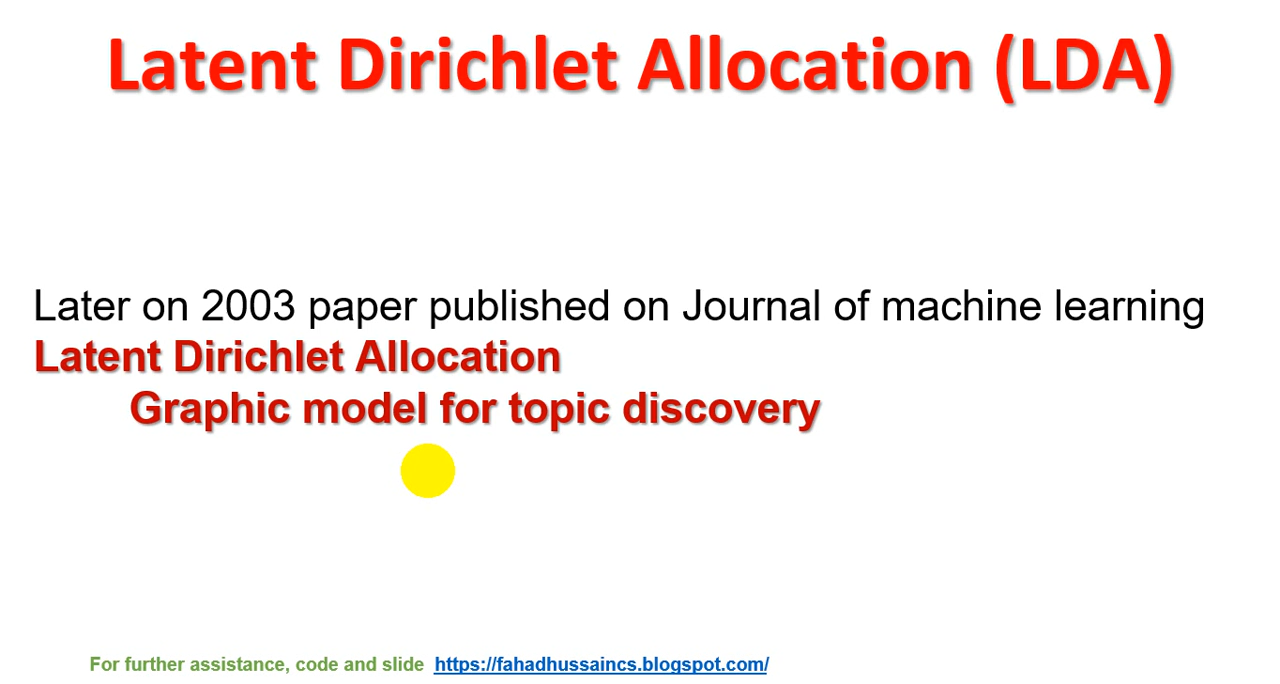 Latent Dirichlet Allocation (LDA)
Later on 2003 paper published on Journal of machine learning
Latent Dirichlet Allocation
Graphic model for topic discovery
For further assistance, code and slide https://fahadhussaincs.blogspot.com/